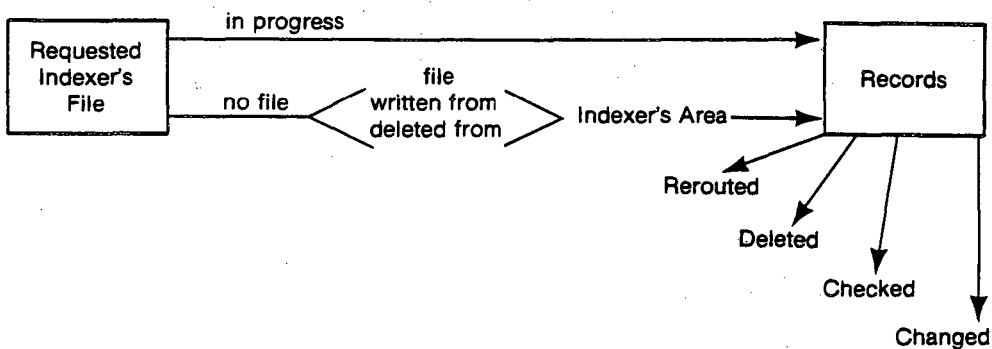 in progress
Requested
Indexer's
File
no file
file
written from
deleted from
Indexer's Area
Records
Rerouted
Deleted
Checked
Changed